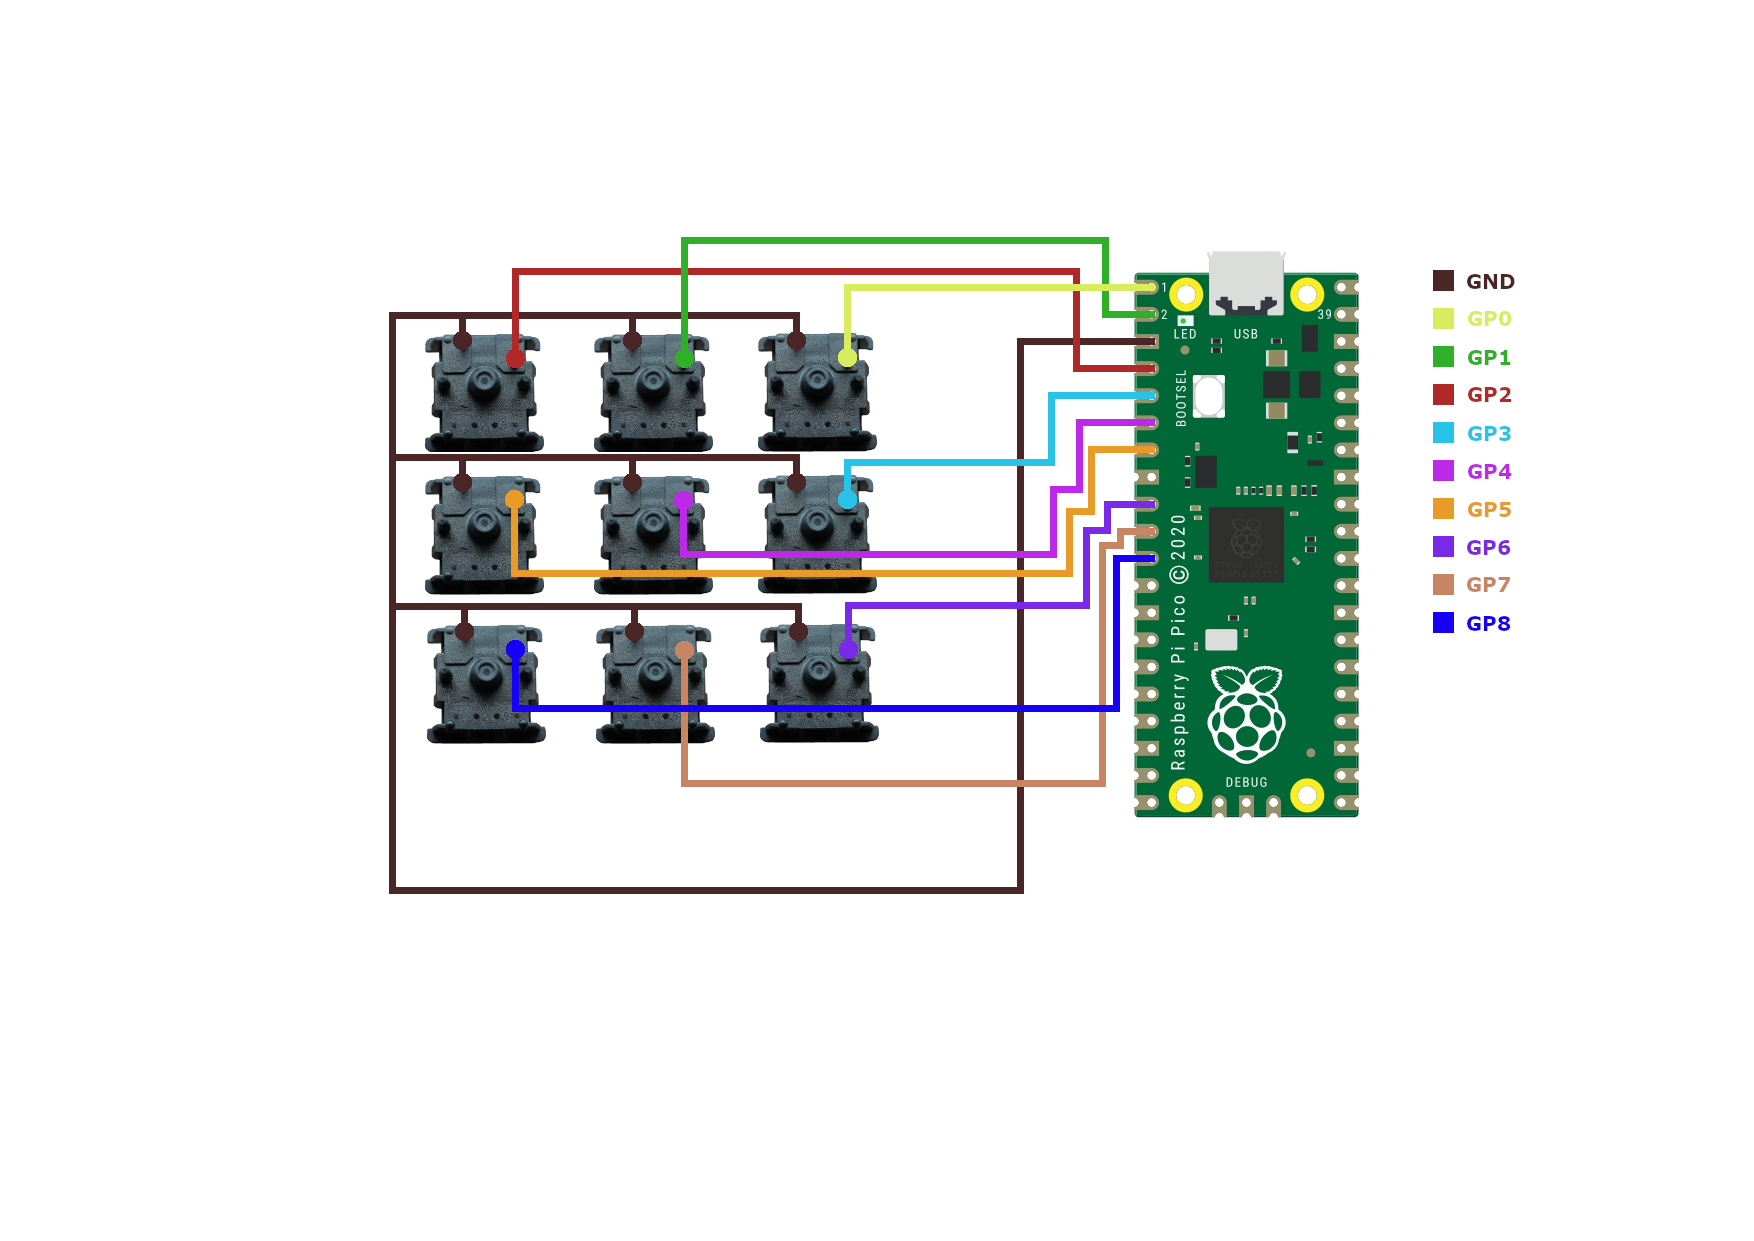 1
2
39
LED
USB
BOOTSEL
Raspberry Pi Pico © 2020
DEBUG
GND
GP0
GP1
GP2
GP3
GP4
GP5
GP6
GP7
GP8